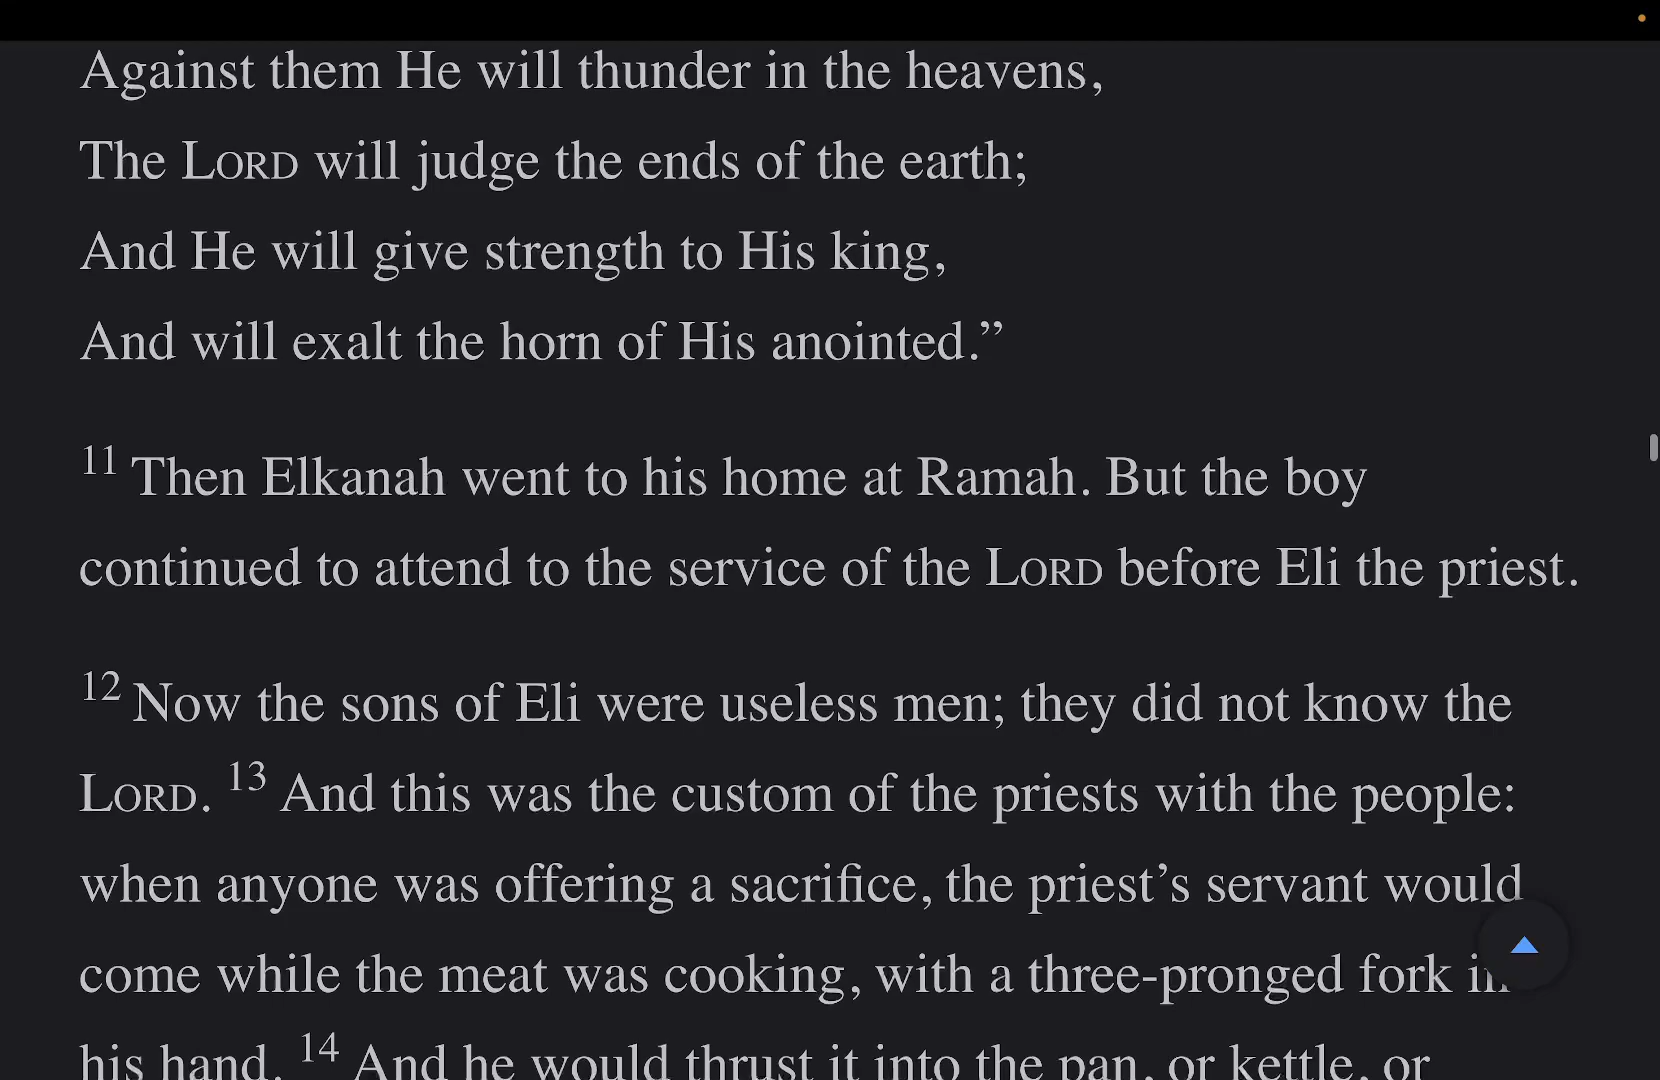 Against them He will thunder in the heavens,
The LORD will judge the ends of the earth;
And He will give strength to His king,
And will exalt the horn of His anointed.”
11 Then Elkanah went to his home at Ramah. But the boy
continued to attend to the service of the LORD before Eli the priest.
12 Now the sons of Eli were useless men; they did not know the
LORD. 13 And this was the custom of the priests with the people:
when anyone was offering a sacrifice, the priest’s servant would
come while the meat was cooking, with a three-pronged fork in
his hand. 14 And he would thrust it into the pan, or kettle, or